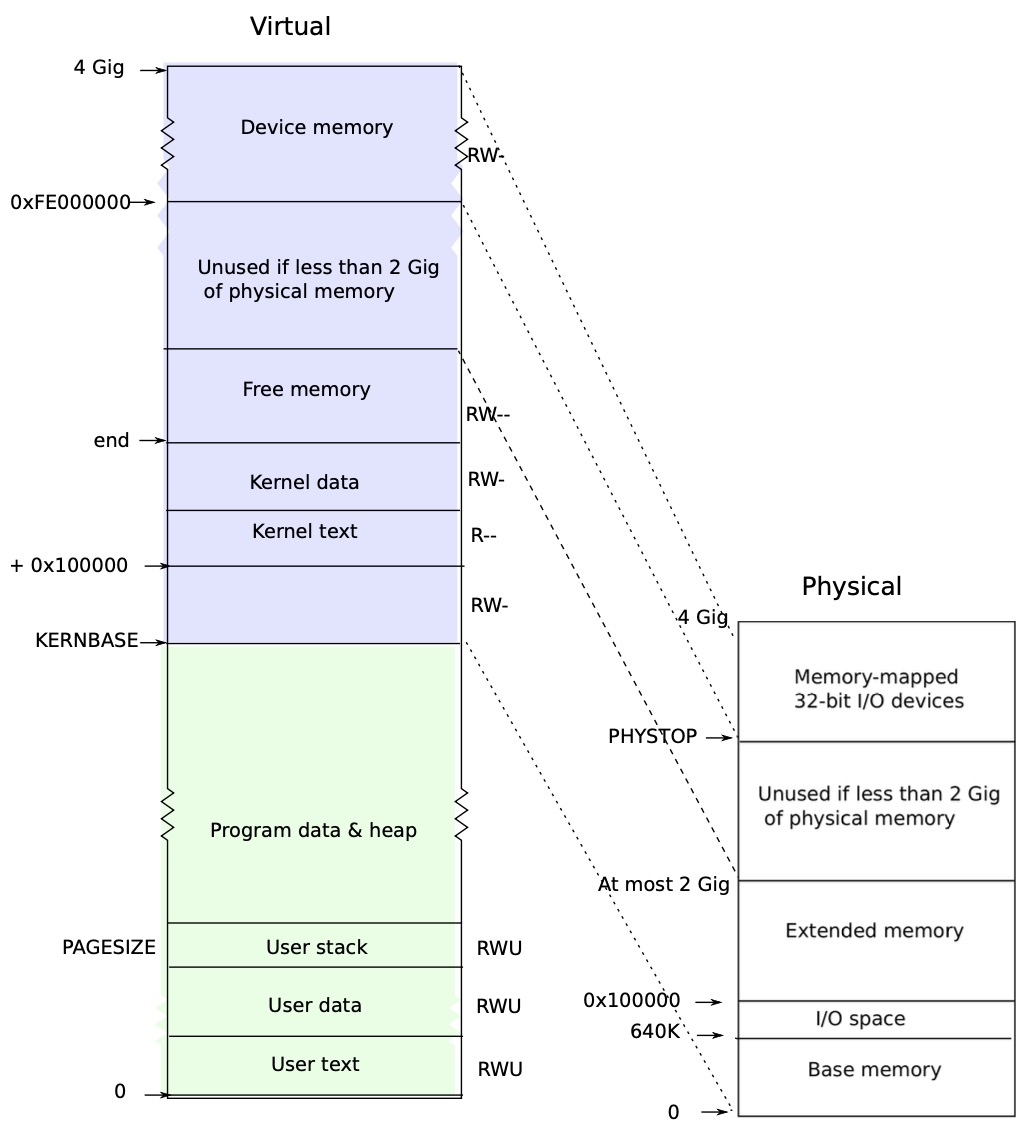 Virtual
4 Gig
Device memory
RW-
0xFE000000
Unused if less than 2 Gig
of physical memory
Free memory
RW--
end
Kernel data
RW-
Kernel text
R--
+ 0x100000
RW-
KERNBASE
Program data & heap
PAGESIZE
User stack
RWU
User data
RWU
User text
RWU
0
Physical
4 Gig
Memory-mapped
32-bit I/O devices
PHYSTOP
Unused if less than 2 Gig
of physical memory
At most 2 Gig
Extended memory
0x100000
I/O space
640K
Base memory
0